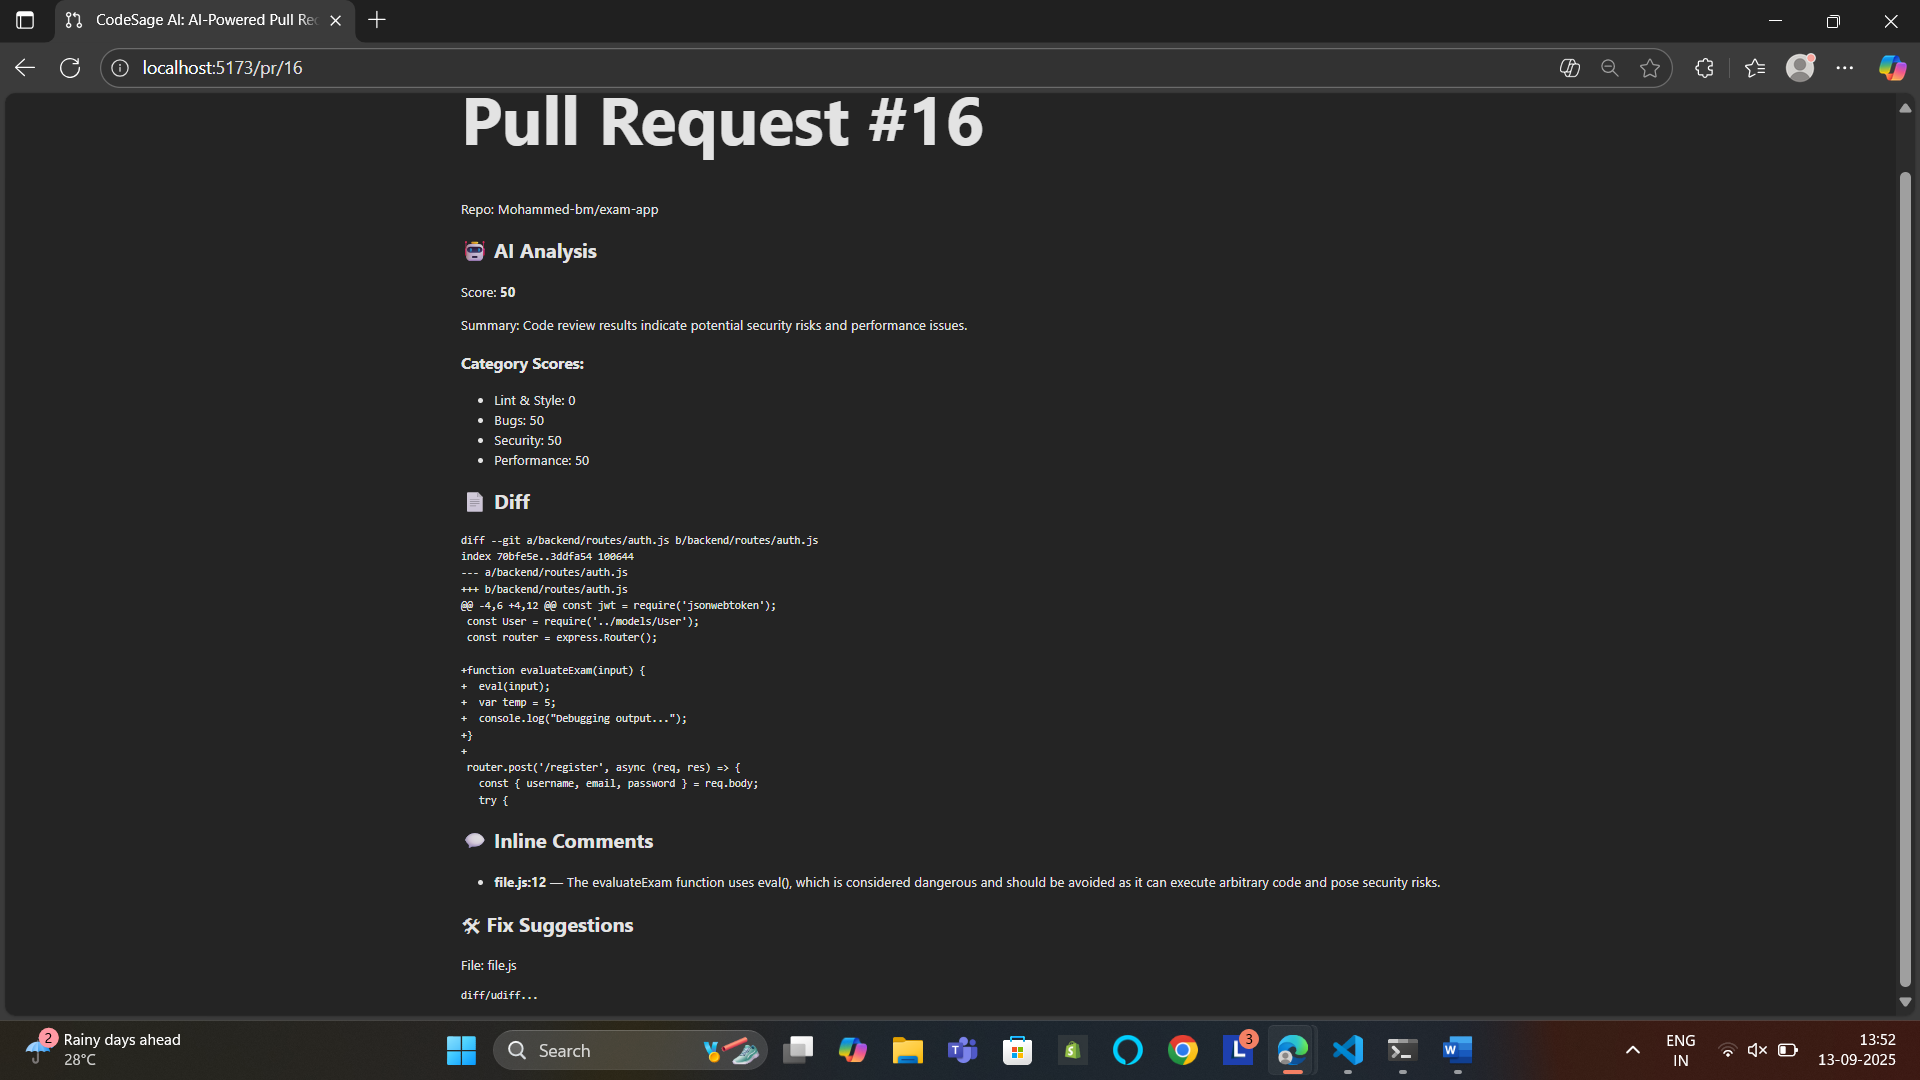 CodeSage AI: AI-Powered Pull Re
localhost:5173/pr/16
Pull Request #16
Repo: Mohammed-bm/exam-app
AI Analysis
Score: 50
Summary: Code review results indicate potential security risks and performance issues.
Category Scores:
• Lint & Style: 0
• Bugs: 50
• Security: 50
• Performance: 50
Diff
diff --git a/backend/routes/auth.js b/backend/routes/auth.js
index 70bfe5e..3ddfa54 100644
--- a/backend/routes/auth.js
+++ b/backend/routes/auth.js
@@ -4,6 +4,12 @@ const jwt = require('jsonwebtoken');
 const User = require('../models/User');
 const router = express.Router();
+function evaluateExam(input) {
+  eval(input);
+  var temp = 5;
+  console.log("Debugging output...");
+}
+
 router.post('/register', async (req, res) => {
   const { username, email, password } = req.body;
   try {
Inline Comments
• file.js:12 — The evaluateExam function uses eval(), which is considered dangerous and should be avoided as it can execute arbitrary code and pose security risks.
Fix Suggestions
File: file.js
diff/udiff...
2
Rainy days ahead
28°C
Search
T
L
3
W
ENG
IN
13:52
13-09-2025